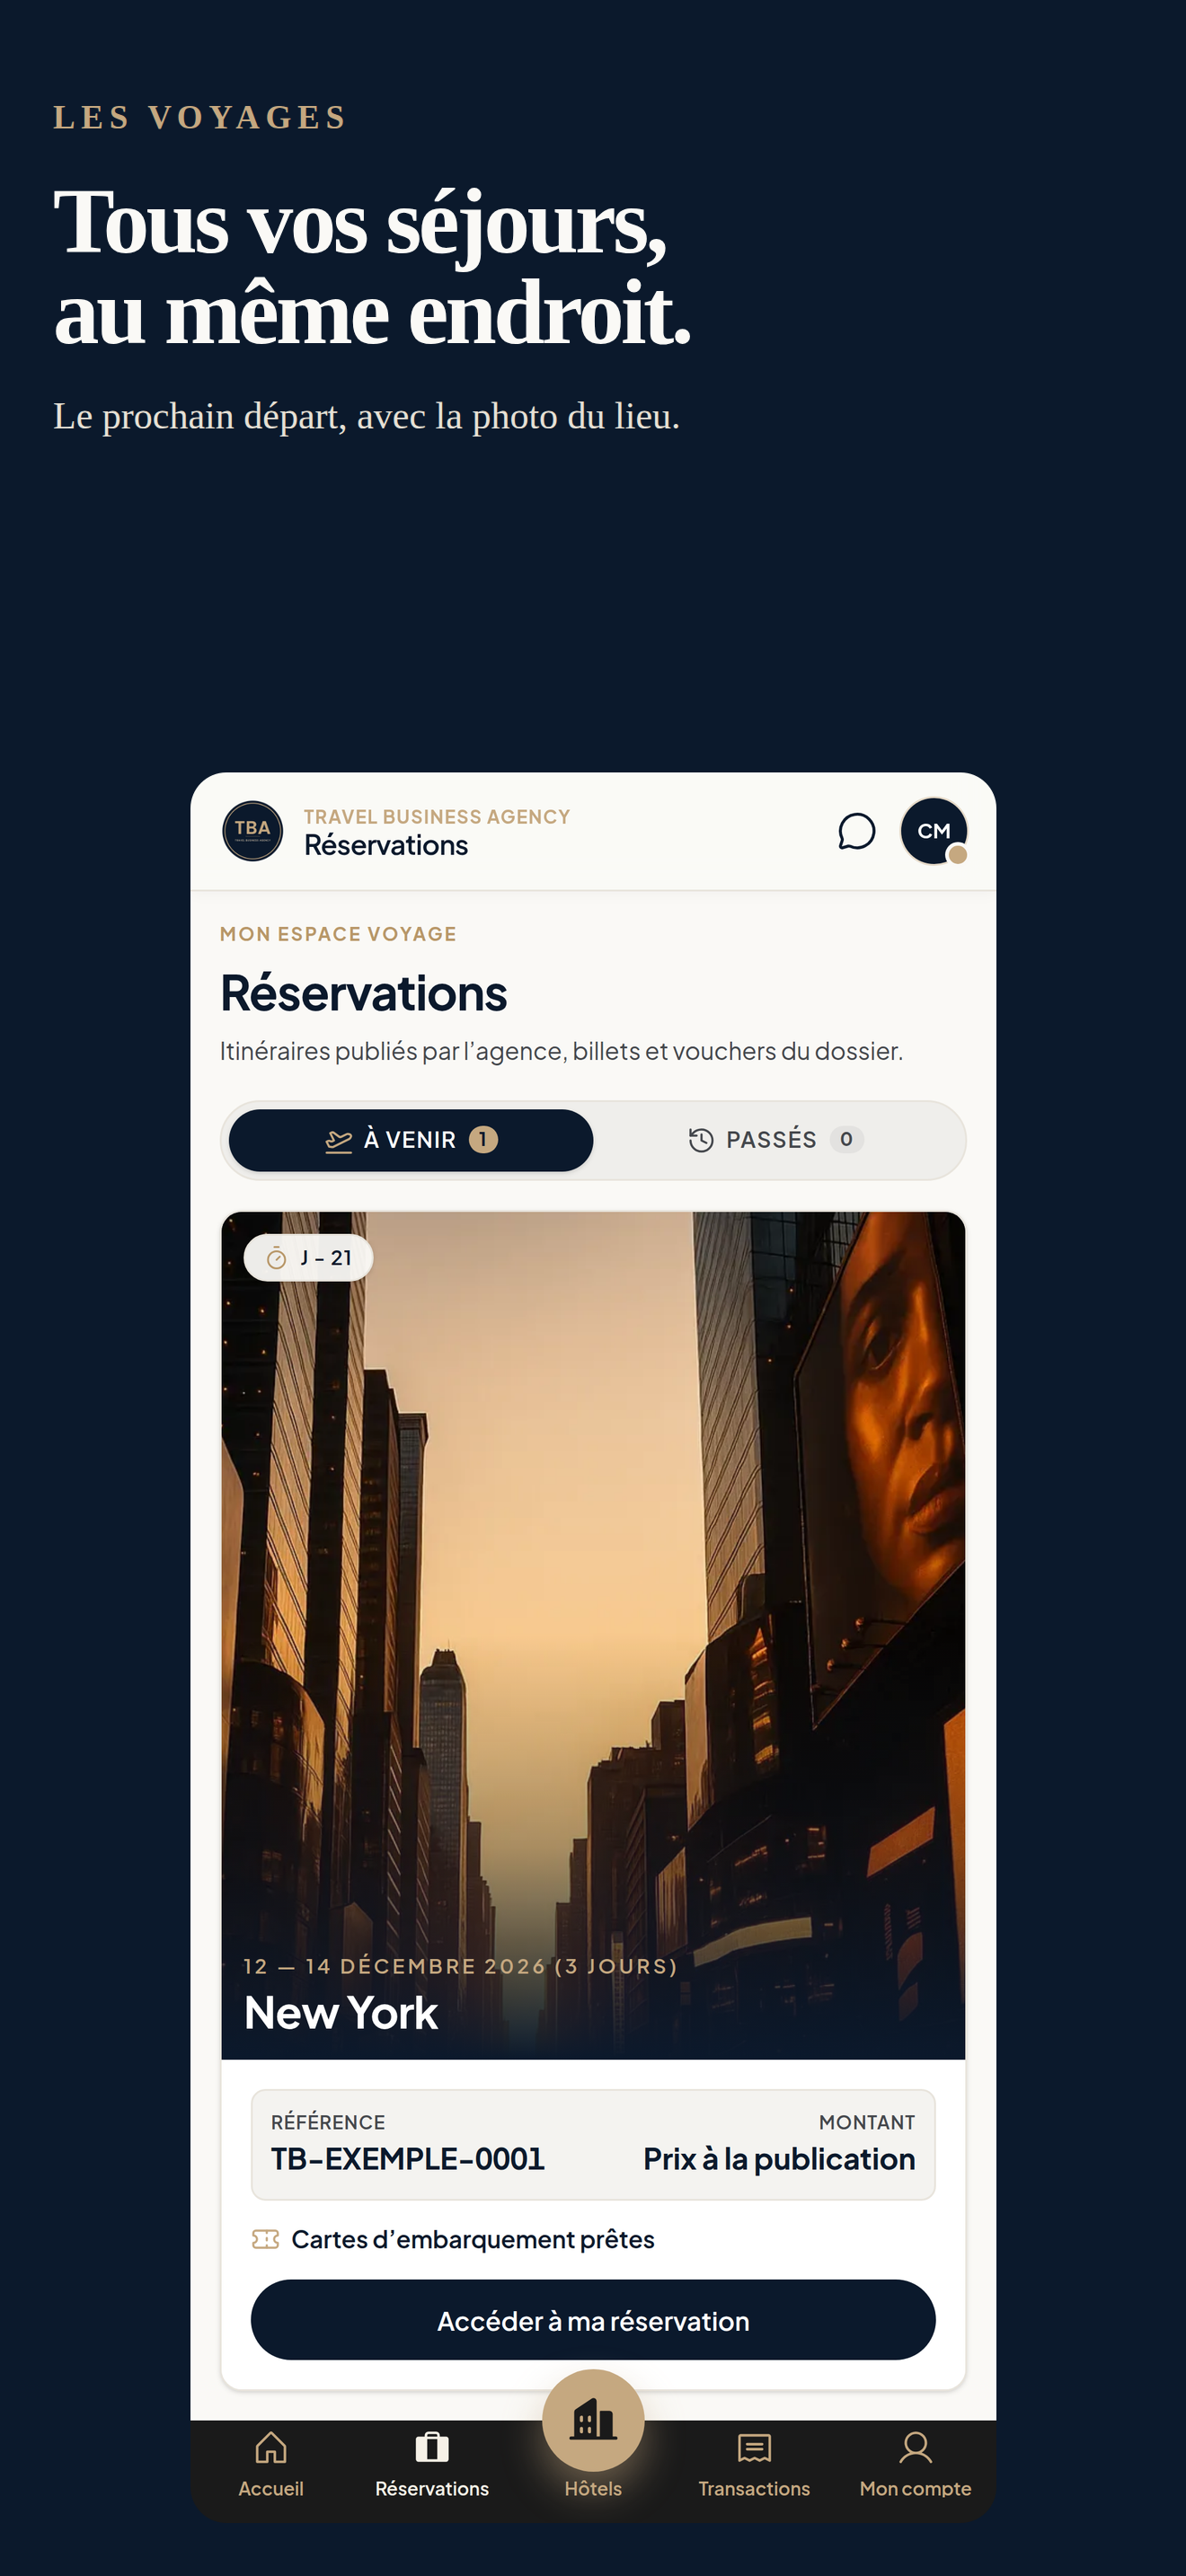 LES VOYAGES
Tous vos séjours,
au même endroit.
Le prochain départ, avec la photo du lieu.
TBA
TRAVEL BUSINESS AGENCY
Réservations
CM
MON ESPACE VOYAGE
Réservations
Itinéraires publiés par l’agence, billets et vouchers du dossier.
À VENIR 1
PASSÉS 0
J - 21
12 — 14 DÉCEMBRE 2026 (3 JOURS)
New York
RÉFÉRENCE MONTANT
TB-EXEMPLE-0001 Prix à la publication
Cartes d’embarquement prêtes
Accéder à ma réservation
Accueil Réservations Hôtels Transactions Mon compte